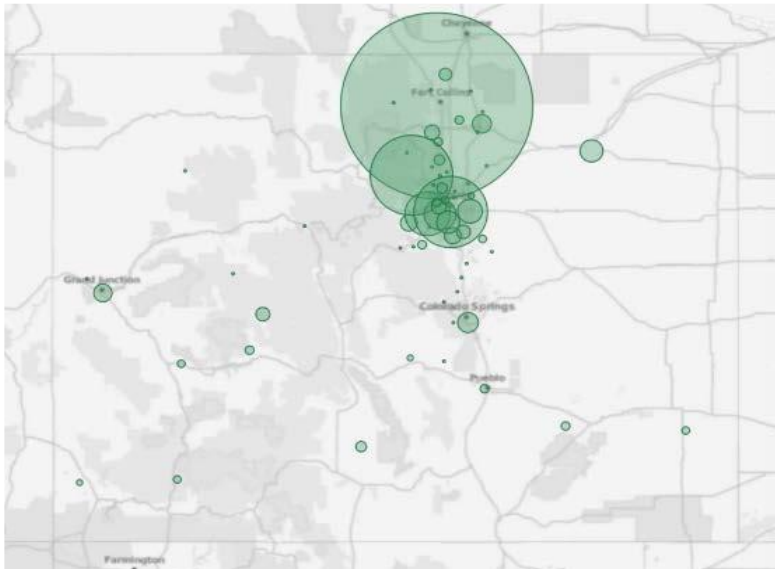 Cheyenne
Fort Collins
Grand Junction
Colorado Springs
Pueblo
Farmington